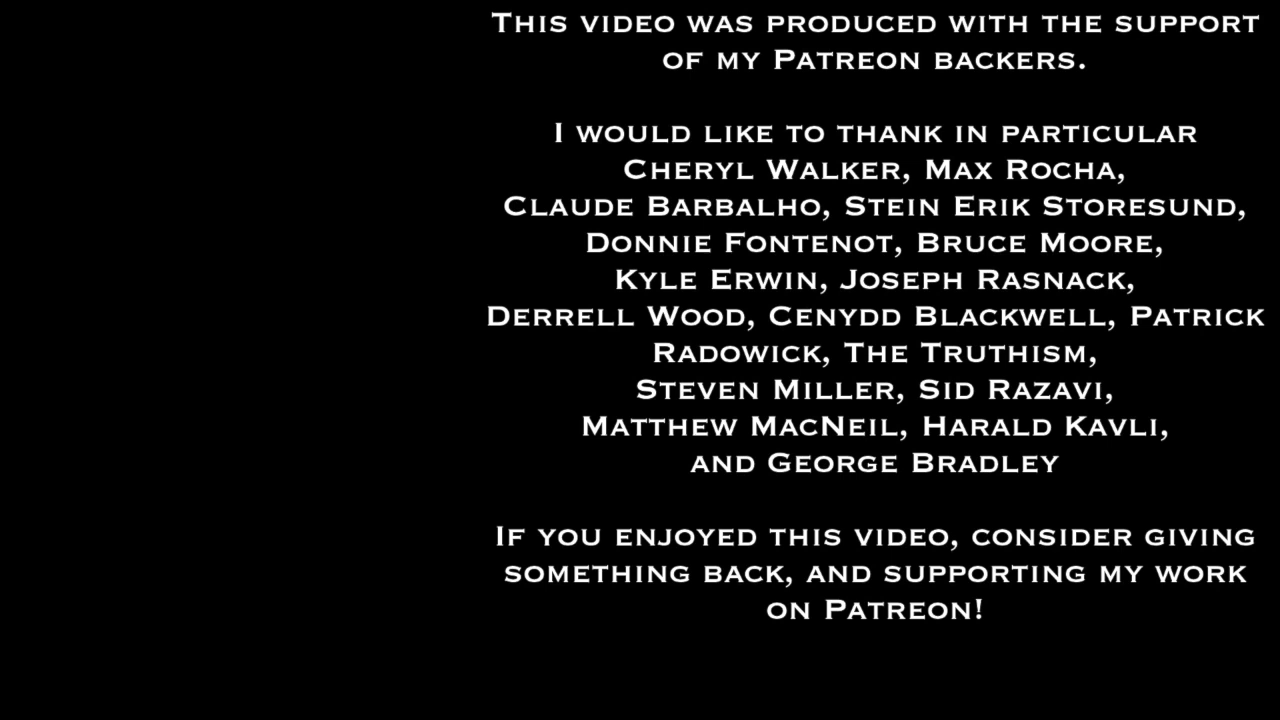 This video was produced with the support
of my Patreon backers.
I would like to thank in particular
Cheryl Walker, Max Rocha,
Claude Barbalho, Stein Erik Storesund,
Donnie Fontenot, Bruce Moore,
Kyle Erwin, Joseph Rasnack,
Derrell Wood, Cenydd Blackwell, Patrick
Radowick, The Truthism,
Steven Miller, Sid Razavi,
Matthew MacNeil, Harald Kavli,
and George Bradley
If you enjoyed this video, consider giving
something back, and supporting my work
on Patreon!